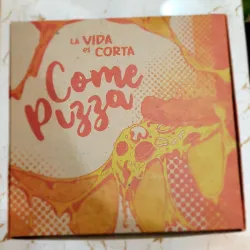 LA VIDA
es CORTA
Come
Pizza